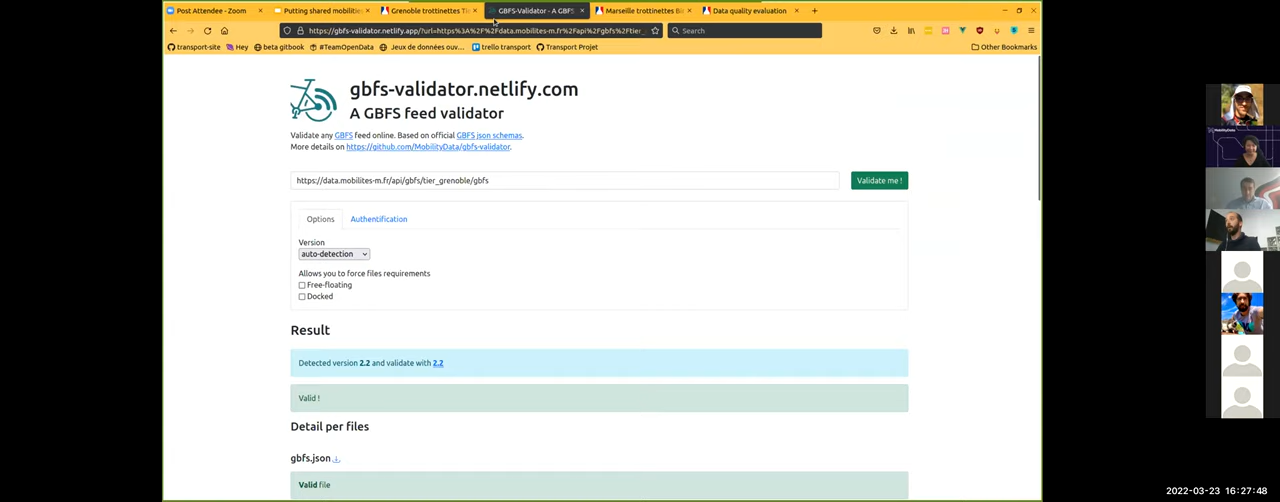 Post Attendee - Zoom
Putting shared mobilities
Grenoble trottinettes Ti
GBFS-Validator - A GBFS
Marseille trottinettes Bi
Data quality evaluation
https://gbfs-validator.netlify.app/?url=https%3A%2F%2Fdata.mobilites-m.fr%2Fapi%2Fgbfs%2Ftier_
Search
transport-site
Hey
beta gitbook
#TeamOpenData
Jeux de données ouv...
trello transport
Transport Projet
Other Bookmarks
gbfs-validator.netlify.com
A GBFS feed validator
Validate any GBFS feed online. Based on official GBFS json schemas.
More details on https://github.com/MobilityData/gbfs-validator.
https://data.mobilites-m.fr/api/gbfs/tier_grenoble/gbfs
Validate me !
Options
Authentification
Version
auto-detection
Allows you to force files requirements
Free-floating
Docked
Result
Detected version 2.2 and validate with 2.2
Valid !
Detail per files
gbfs.json
Valid file
MobilityData
2022-03-23 16:27:48